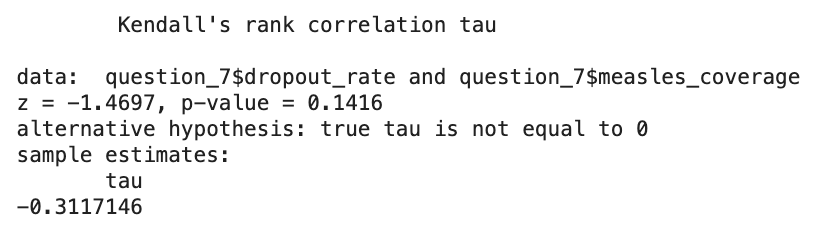 Kendall's rank correlation tau
data:  question_7$dropout_rate and question_7$measles_coverage
z = -1.4697, p-value = 0.1416
alternative hypothesis: true tau is not equal to 0
sample estimates:
tau
-0.3117146